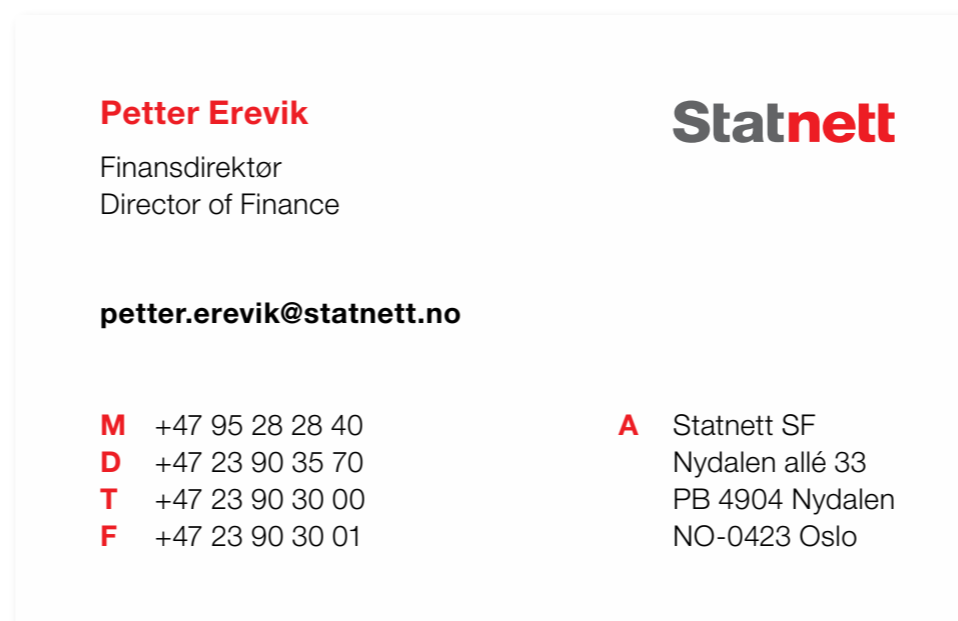 Petter Erevik
Statnett
Finansdirektør
Director of Finance
petter.erevik@statnett.no
M +47 95 28 28 40
D +47 23 90 35 70
T +47 23 90 30 00
F +47 23 90 30 01
A Statnett SF
Nydalen allé 33
PB 4904 Nydalen
NO-0423 Oslo